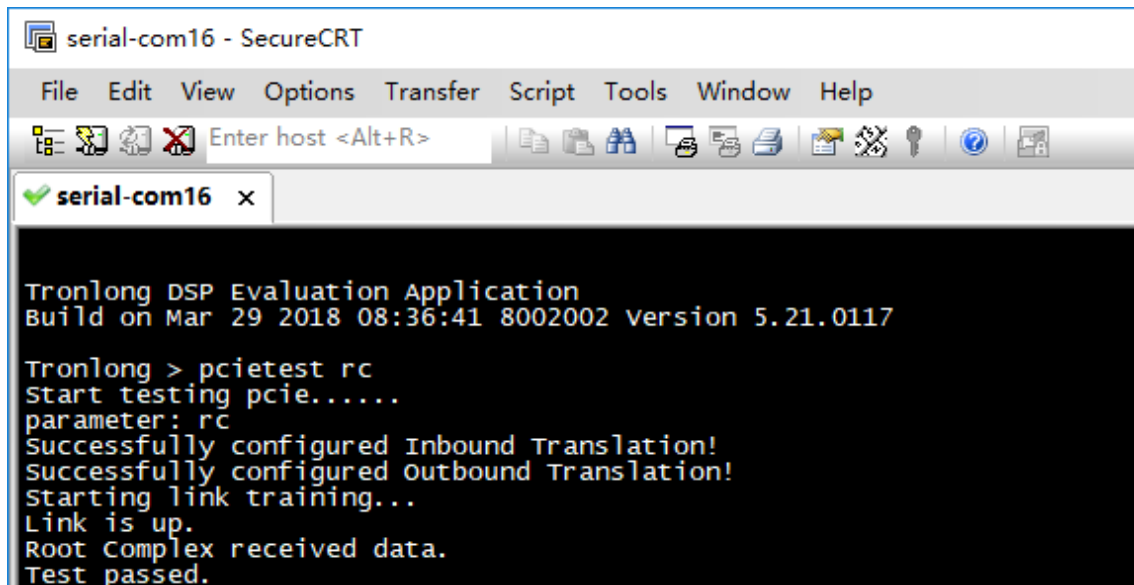 serial-com16 - SecureCRT
File Edit View Options Transfer Script Tools Window Help
Enter host <Alt+R>
serial-com16 x
Tronlong DSP Evaluation Application
Build on Mar 29 2018 08:36:41 8002002 Version 5.21.0117
Tronlong > pcietest rc
Start testing pcie......
parameter: rc
Successfully configured Inbound Translation!
Successfully configured Outbound Translation!
Starting link training...
Link is up.
Root Complex received data.
Test passed.